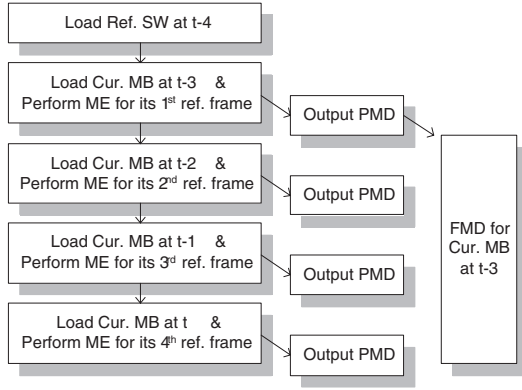 Load Ref. SW at t-4
Load Cur. MB at t-3 &
Perform ME for its 1st ref. frame
Output PMD
Load Cur. MB at t-2 &
Perform ME for its 2nd ref. frame
Output PMD
Load Cur. MB at t-1 &
Perform ME for its 3rd ref. frame
Output PMD
Load Cur. MB at t &
Perform ME for its 4th ref. frame
Output PMD
FMD for
Cur. MB
at t-3